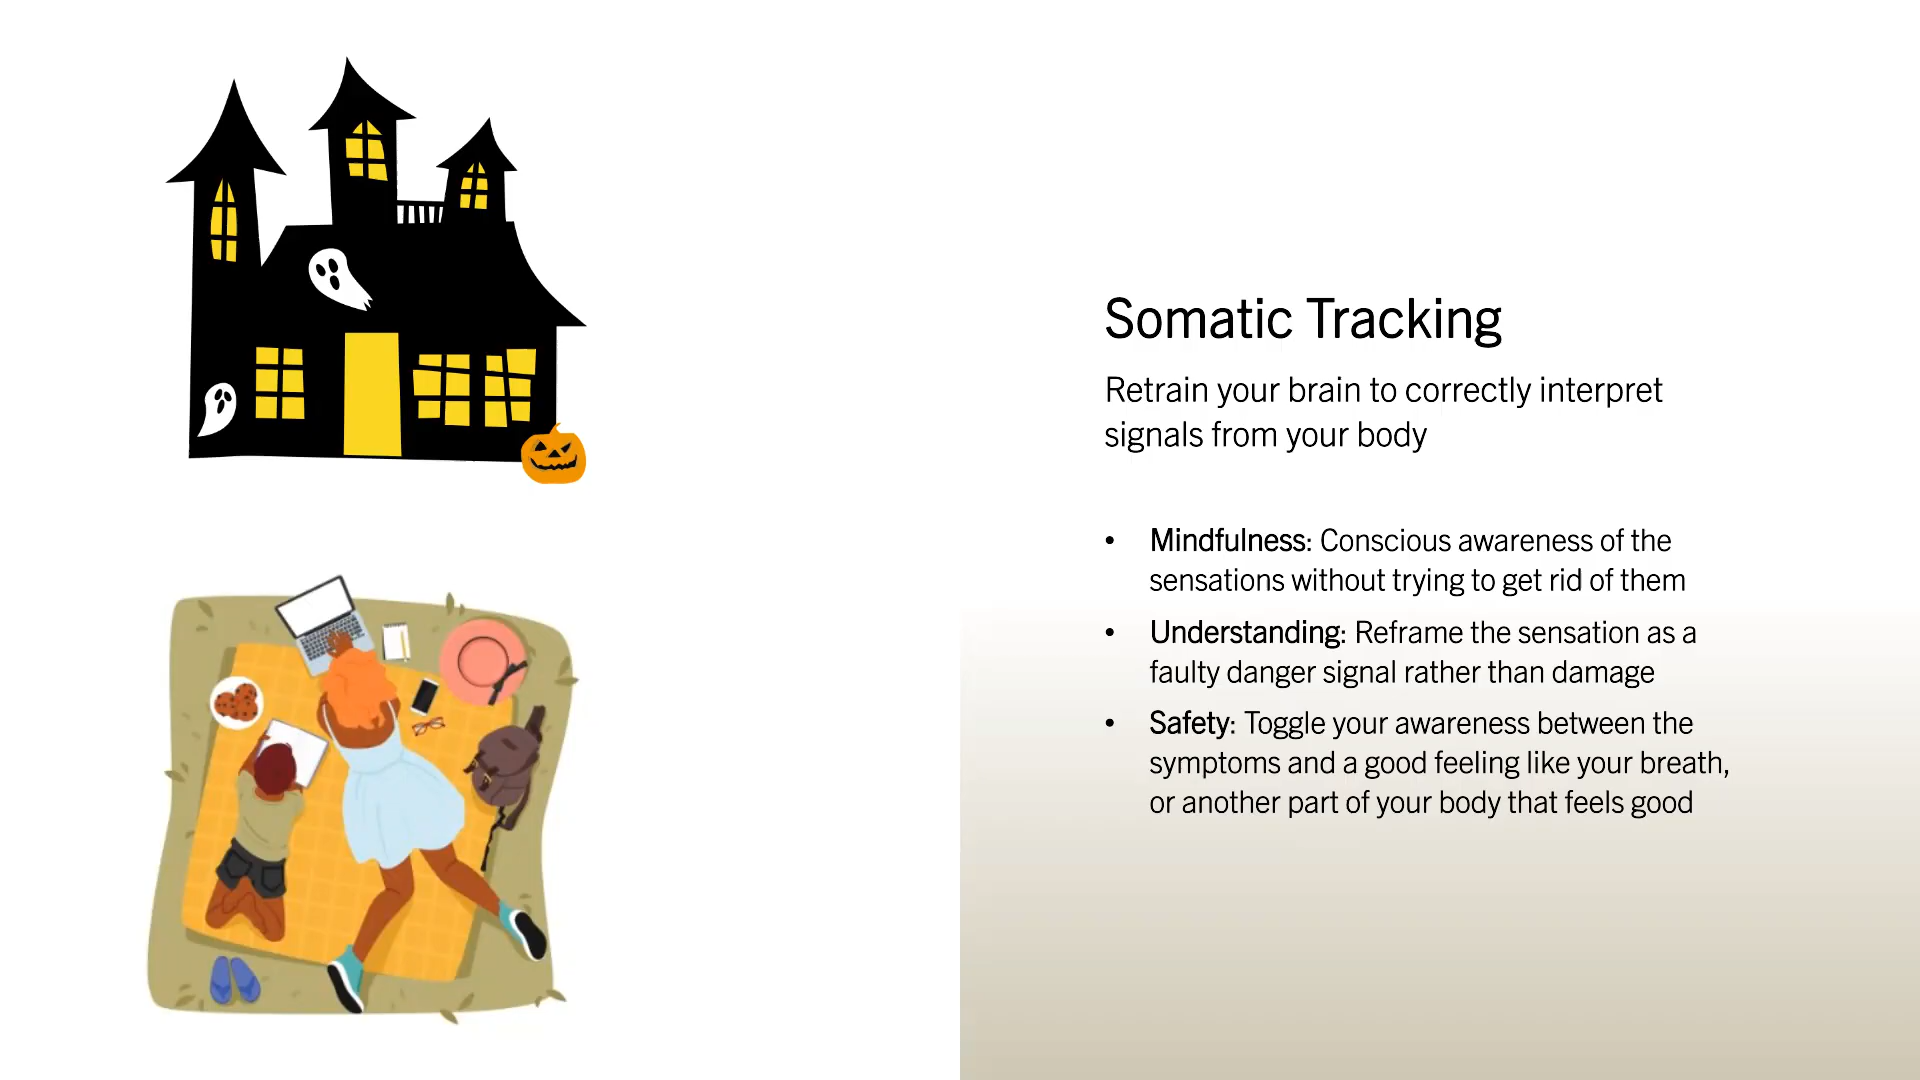 Somatic Tracking
Retrain your brain to correctly interpret
signals from your body
• Mindfulness: Conscious awareness of the
sensations without trying to get rid of them
• Understanding: Reframe the sensation as a
faulty danger signal rather than damage
• Safety: Toggle your awareness between the
symptoms and a good feeling like your breath,
or another part of your body that feels good